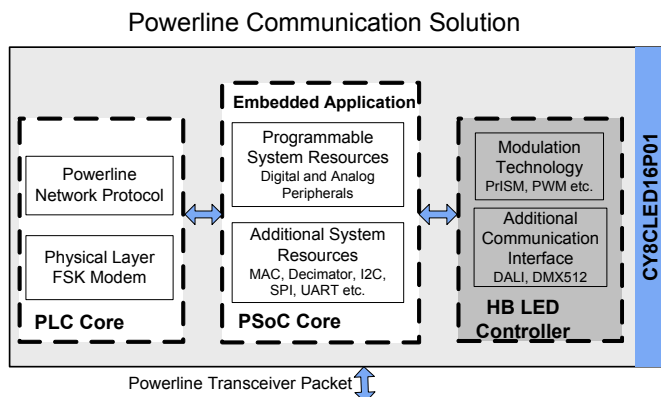 Powerline Communication Solution
Powerline
Network Protocol
Physical Layer
FSK Modem
PLC Core
Embedded Application
Programmable
System Resources
Digital and Analog
Peripherals
Additional System
Resources
MAC, Decimator, I2C,
SPI, UART etc.
PSoC Core
Modulation
Technology
PrISM, PWM etc.
Additional
Communication
Interface
DALI, DMX512
HB LED
Controller
CY8CLED16P01
Powerline Transceiver Packet